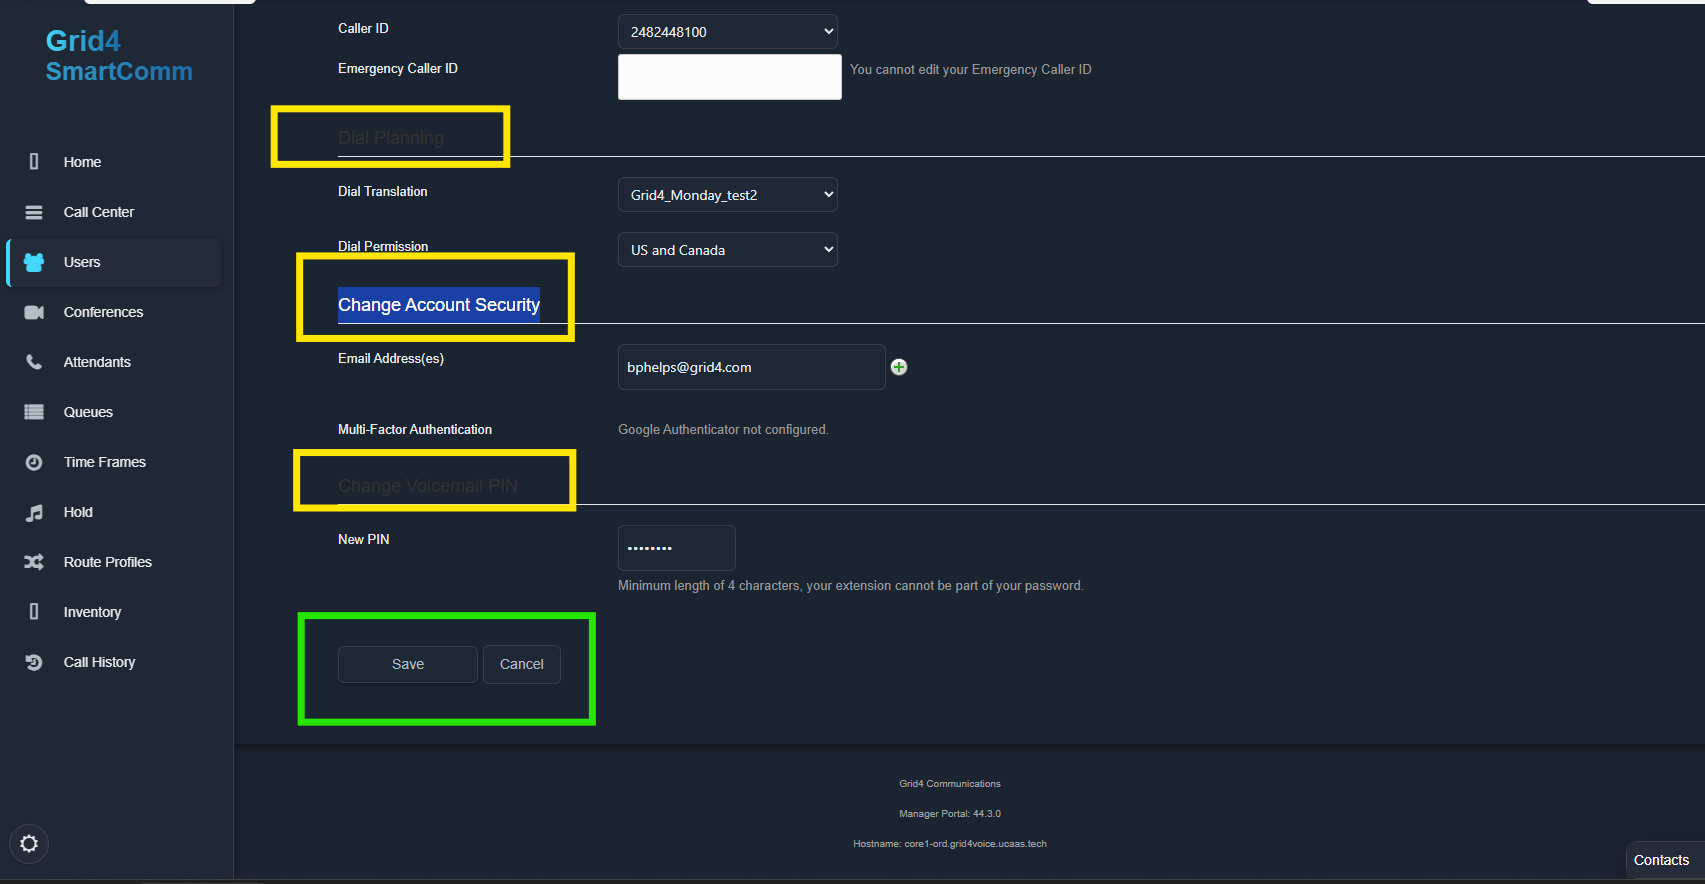 Grid4
SmartComm
Home
Call Center
Users
Conferences
Attendants
Queues
Time Frames
Hold
Route Profiles
Inventory
Call History
Caller ID
2482448100
Emergency Caller ID
You cannot edit your Emergency Caller ID
Dial Planning
Dial Translation
Grid4_Monday_test2
Dial Permission
US and Canada
Change Account Security
Email Address(es)
bphelps@grid4.com
Multi-Factor Authentication
Google Authenticator not configured.
Change Voicemail PIN
New PIN
••••••••
Minimum length of 4 characters, your extension cannot be part of your password.
Save
Cancel
Grid4 Communications
Manager Portal: 44.3.0
Hostname: core1-ord.grid4voice.ucaas.tech
Contacts